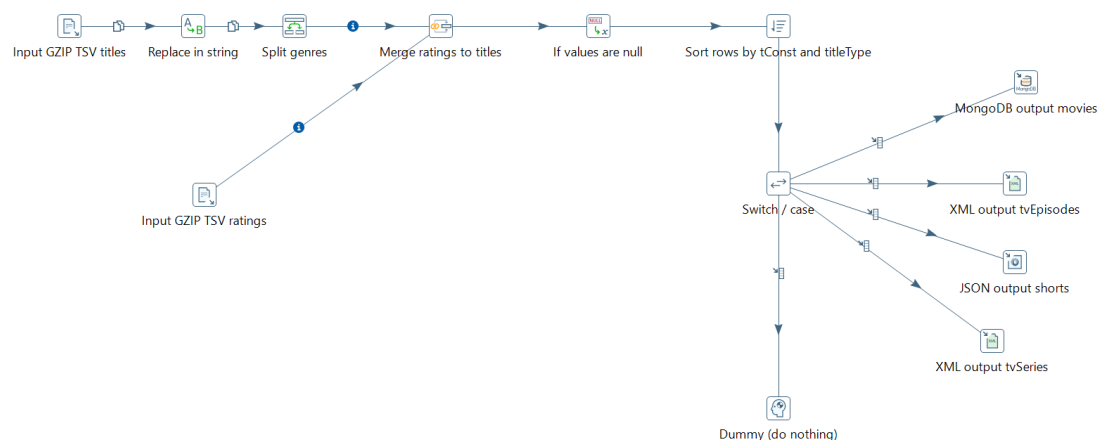 Input GZIP TSV titles
Replace in string
Split genres
Merge ratings to titles
If values are null
Sort rows by tConst and titleType
MongoDB output movies
Input GZIP TSV ratings
Switch / case
XML output tvEpisodes
JSON output shorts
XML output tvSeries
Dummy (do nothing)